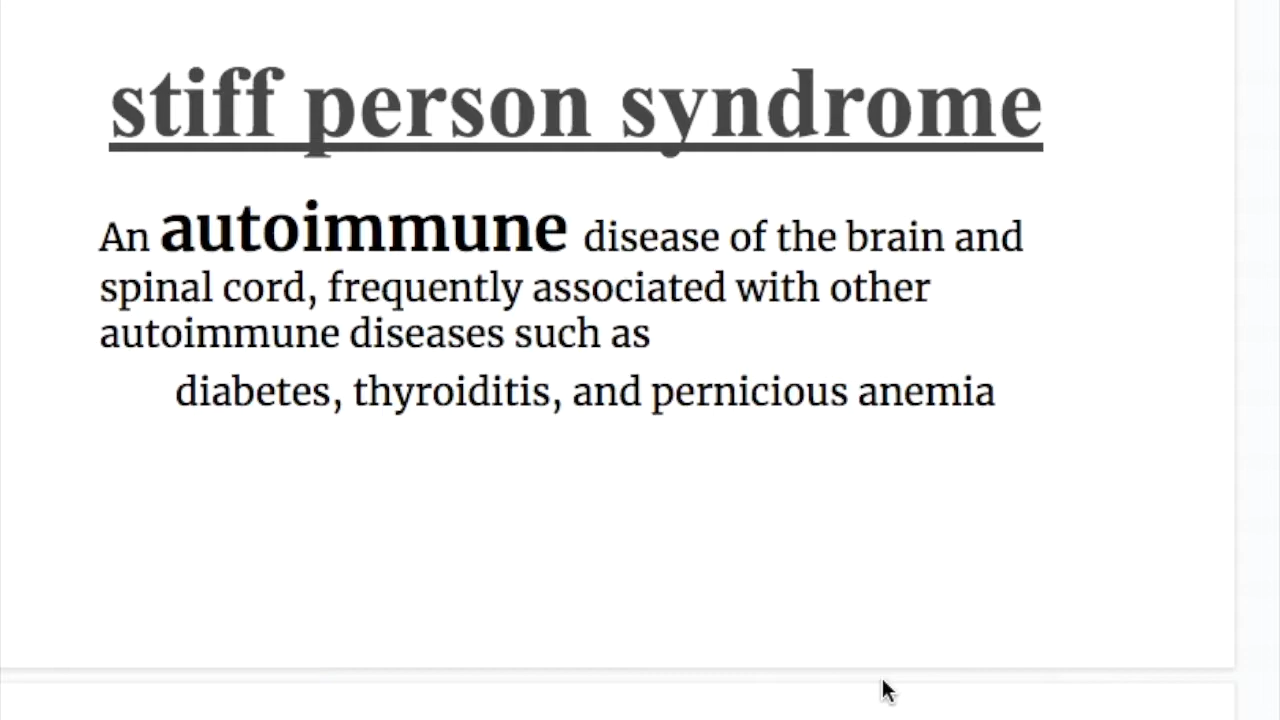 stiff person syndrome
An autoimmune disease of the brain and
spinal cord, frequently associated with other
autoimmune diseases such as
diabetes, thyroiditis, and pernicious anemia